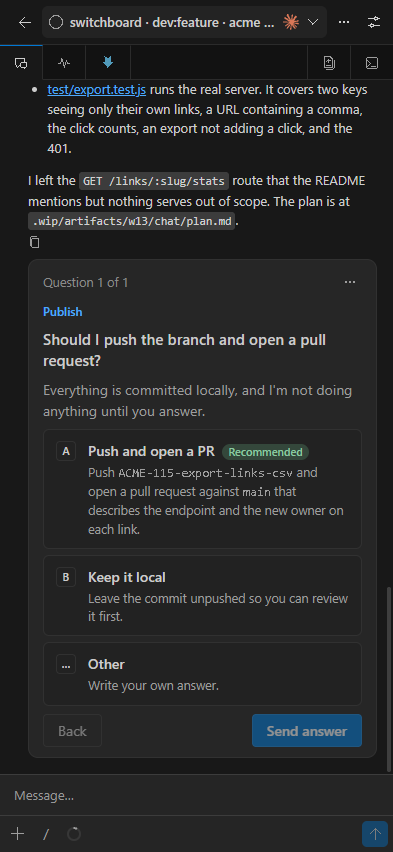 switchboard · dev:feature · acme ...
test/export.test.js runs the real server. It covers two keys
seeing only their own links, a URL containing a comma,
the click counts, an export not adding a click, and the
401.
I left the GET /links/:slug/stats route that the README
mentions but nothing serves out of scope. The plan is at
.wip/artifacts/w13/chat/plan.md.
Question 1 of 1
Publish
Should I push the branch and open a pull
request?
Everything is committed locally, and I'm not doing
anything until you answer.
A Push and open a PR Recommended
Push ACME-115-export-links-csv and
open a pull request against main that
describes the endpoint and the new owner on
each link.
B Keep it local
Leave the commit unpushed so you can review
it first.
... Other
Write your own answer.
Back Send answer
Message...
/